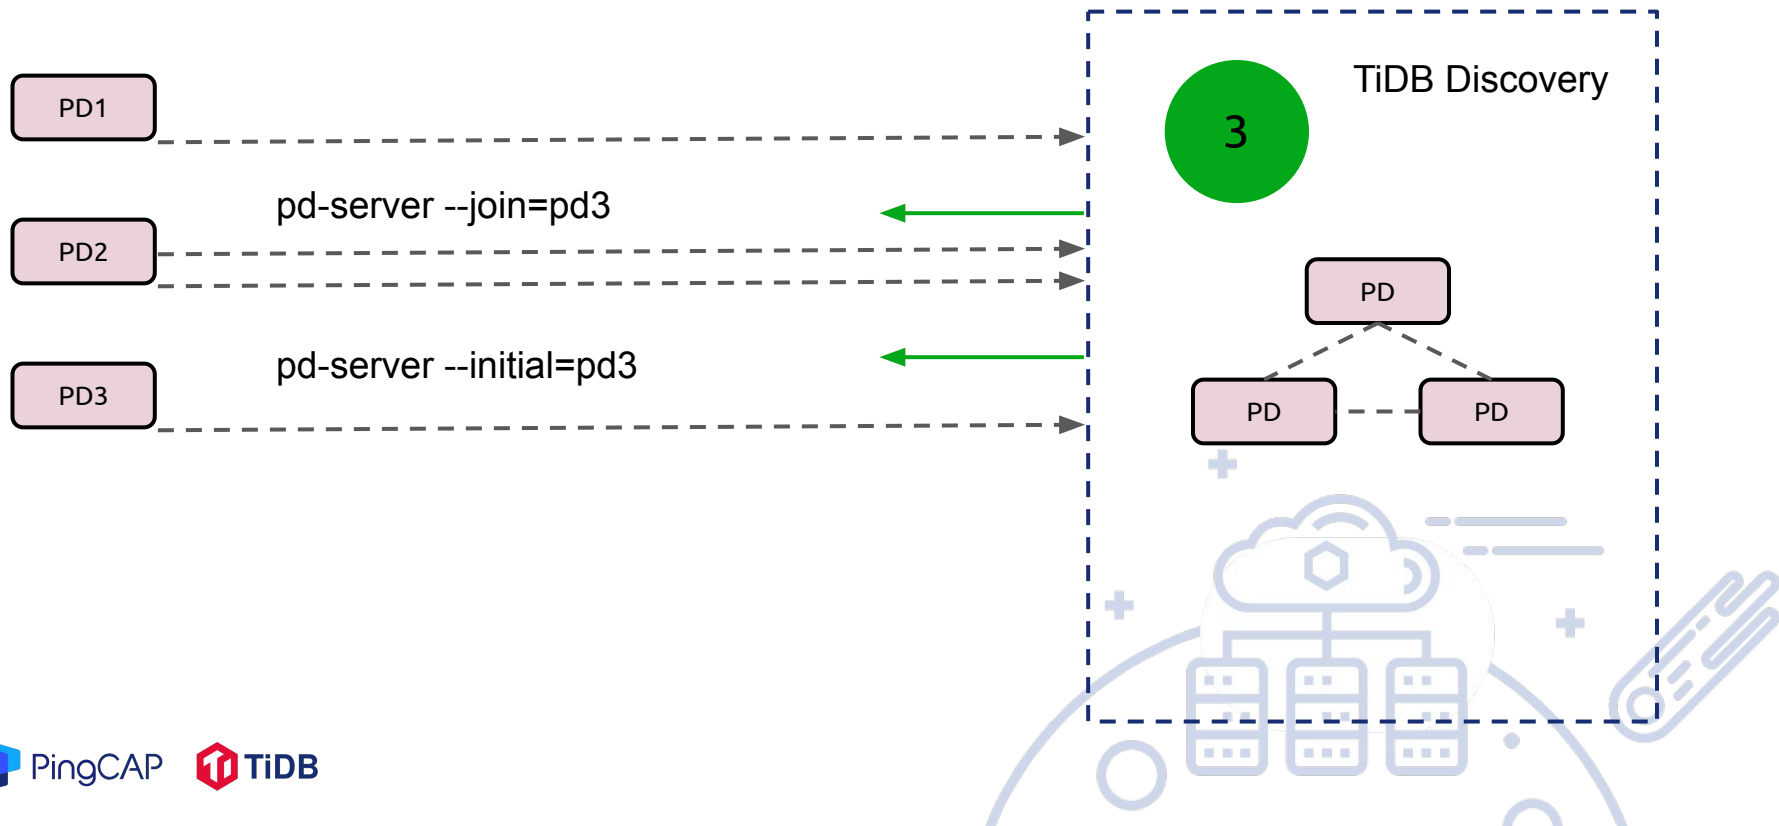 TiDB Discovery
PD1
3
pd-server --join=pd3
PD2
PD
pd-server --initial=pd3
PD3
PD
PD
PingCAP
TiDB